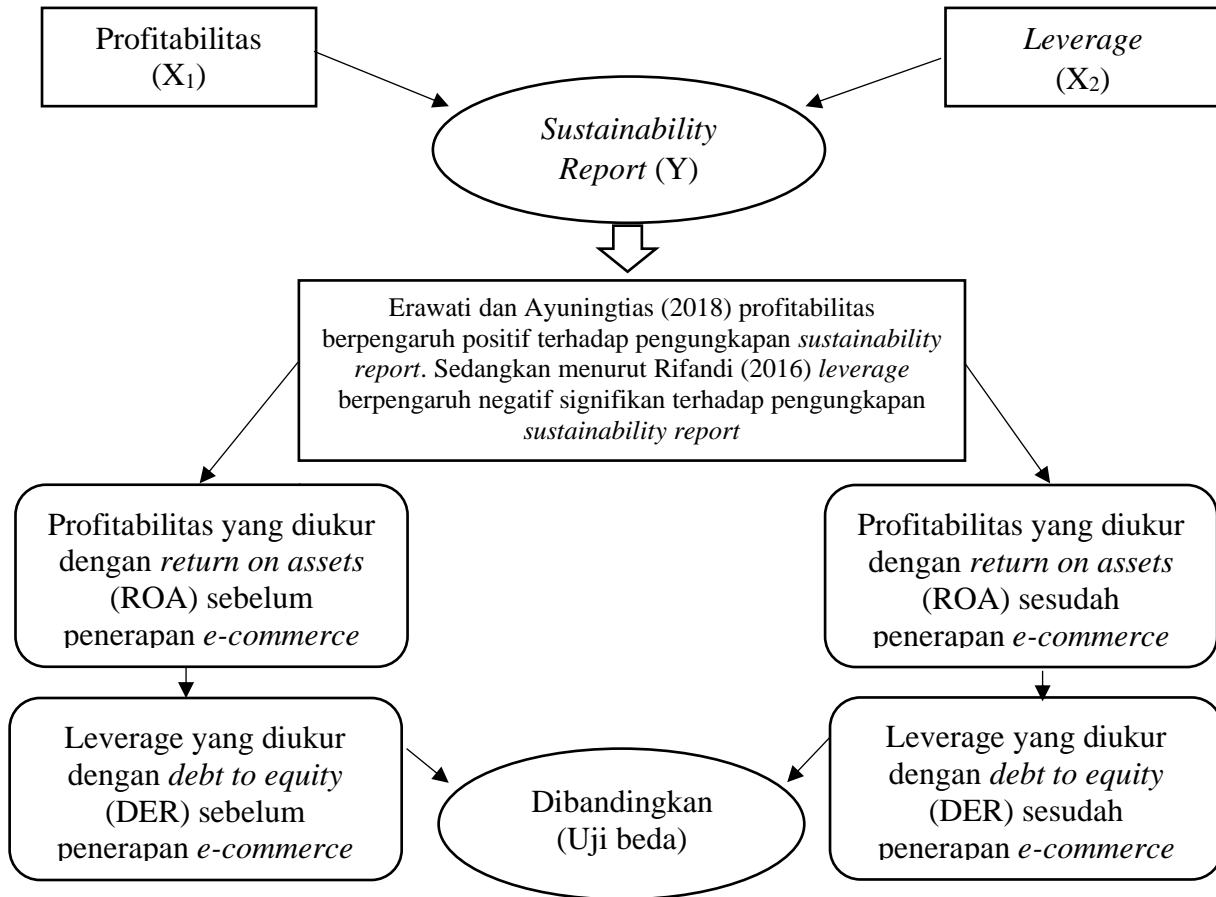 Profitabilitas
(X₁)
Leverage
(X₂)
Sustainability
Report (Y)
Erawati dan Ayuningtias (2018) profitabilitas
berpengaruh positif terhadap pengungkapan sustainability
report. Sedangkan menurut Rifandi (2016) leverage
berpengaruh negatif signifikan terhadap pengungkapan
sustainability report
Profitabilitas yang diukur
dengan return on assets
(ROA) sebelum
penerapan e-commerce
Profitabilitas yang diukur
dengan return on assets
(ROA) sesudah
penerapan e-commerce
Leverage yang diukur
dengan debt to equity
(DER) sebelum
penerapan e-commerce
Dibandingkan
(Uji beda)
Leverage yang diukur
dengan debt to equity
(DER) sesudah
penerapan e-commerce